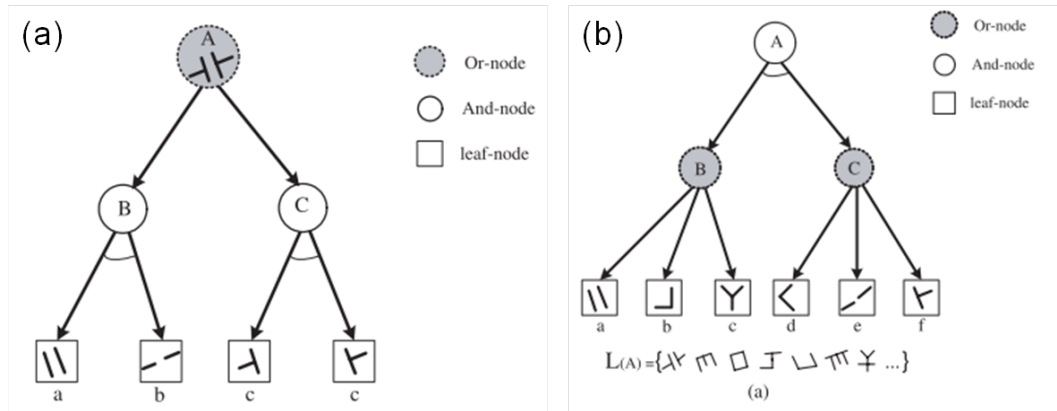 (a)
A
Or-node
And-node
leaf-node
B
C
a
b
c
c
(b)
A
Or-node
And-node
leaf-node
B
C
a
b
c
d
e
f
L(A)={ ...}
(a)